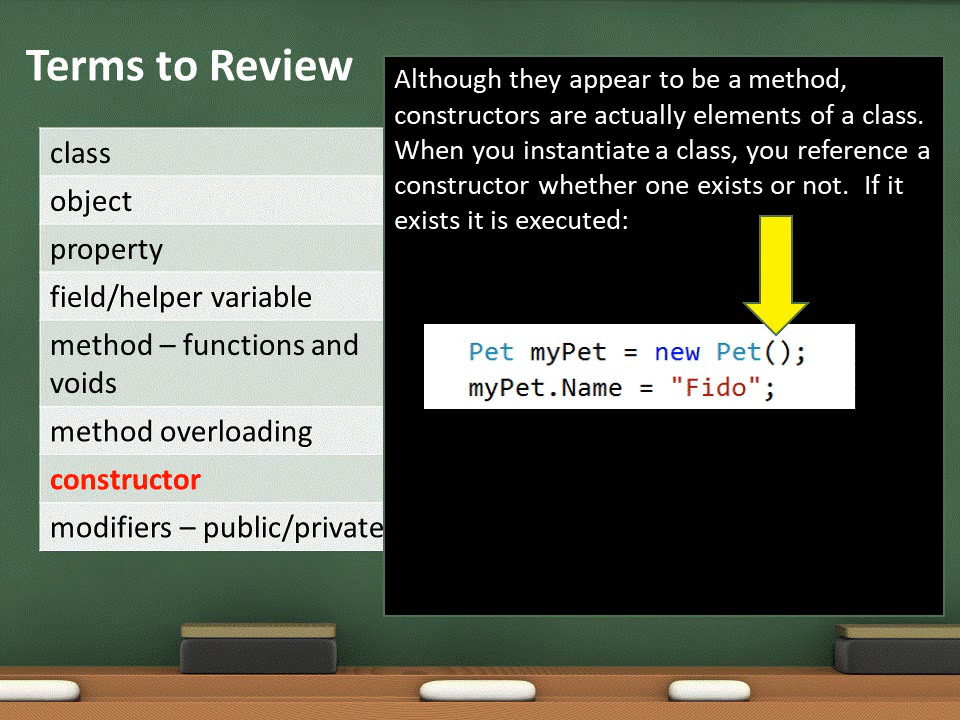 Terms to Review
class
object
property
field/helper variable
method – functions and
voids
method overloading
constructor
modifiers – public/private
Although they appear to be a method,
constructors are actually elements of a class.
When you instantiate a class, you reference a
constructor whether one exists or not.  If it
exists it is executed:
Pet myPet = new Pet();
myPet.Name = "Fido";